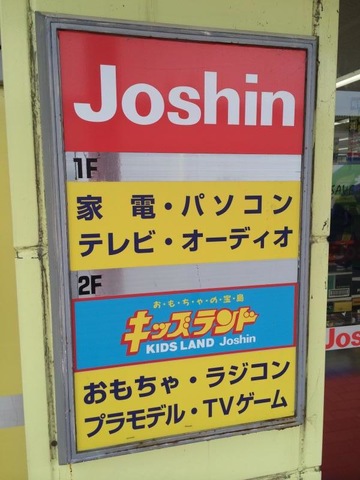 Joshin
1F
家電・パソコン
テレビ・オーディオ
2F
お・も・ちゃ・の・宝・島
キッズランド
KIDS LAND Joshin
おもちゃ・ラジコン
プラモデル・TVゲーム
Jos